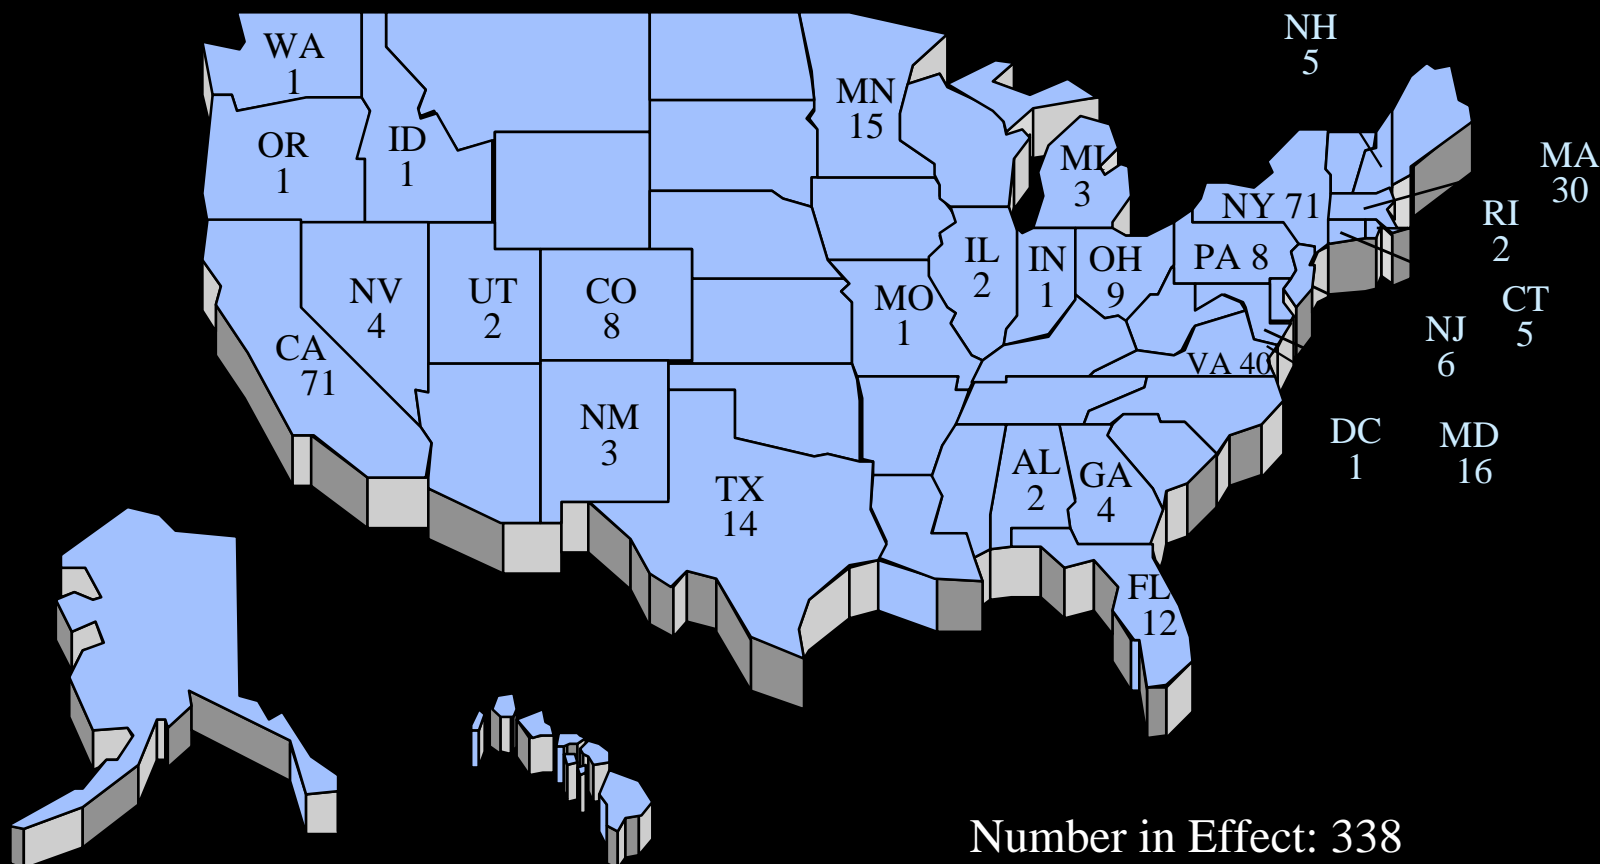 NH
5
WA
1
MN
15
OR
1
ID
1
MI
3
MA
30
NY 71
RI
2
IL
2
IN
1
OH
9
PA 8
NV
4
UT
2
CO
8
MO
1
CT
5
NJ
6
CA
71
VA 40
NM
3
DC
1
MD
16
AL
2
GA
4
TX
14
FL
12
Number in Effect: 338